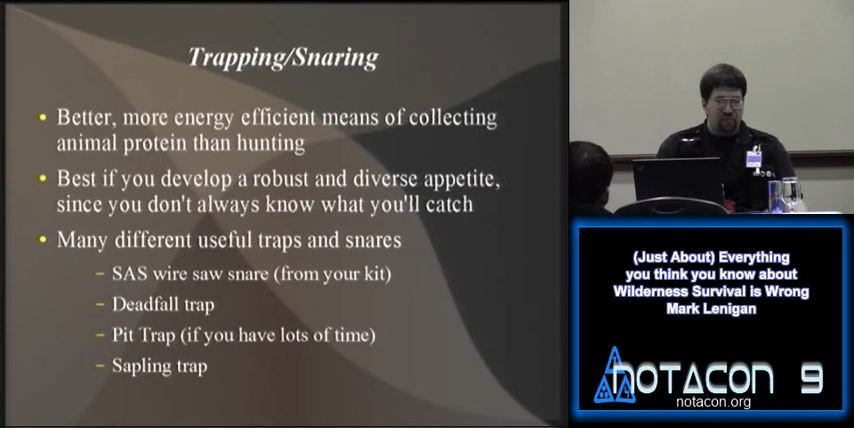 Trapping/Snaring
• Better, more energy efficient means of collecting
animal protein than hunting
• Best if you develop a robust and diverse appetite,
since you don't always know what you'll catch
• Many different useful traps and snares
– SAS wire saw snare (from your kit)
– Deadfall trap
– Pit Trap (if you have lots of time)
– Sapling trap
(Just About) Everything
you think you know about
Wilderness Survival is Wrong
Mark Lenigan
NOTACON 9
notacon.org